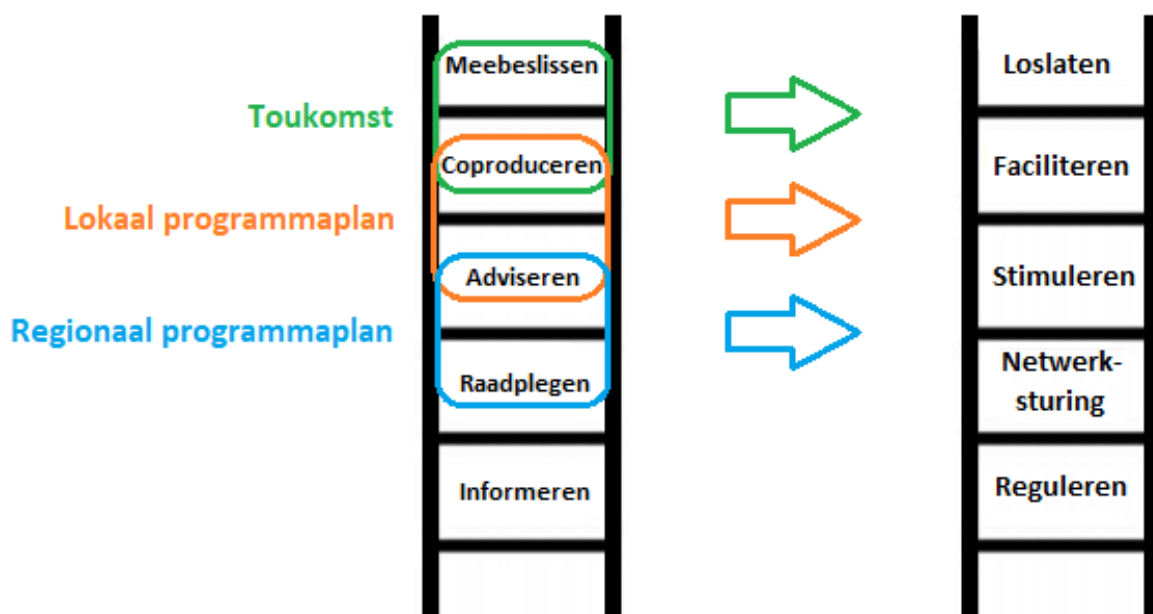 Meebeslissen
Loslaten
Toukomst
Coproduceren
Faciliteren
Lokaal programmaplan
Adviseren
Stimuleren
Regionaal programmaplan
Raadplegen
Netwerk-
sturing
Informeren
Reguleren